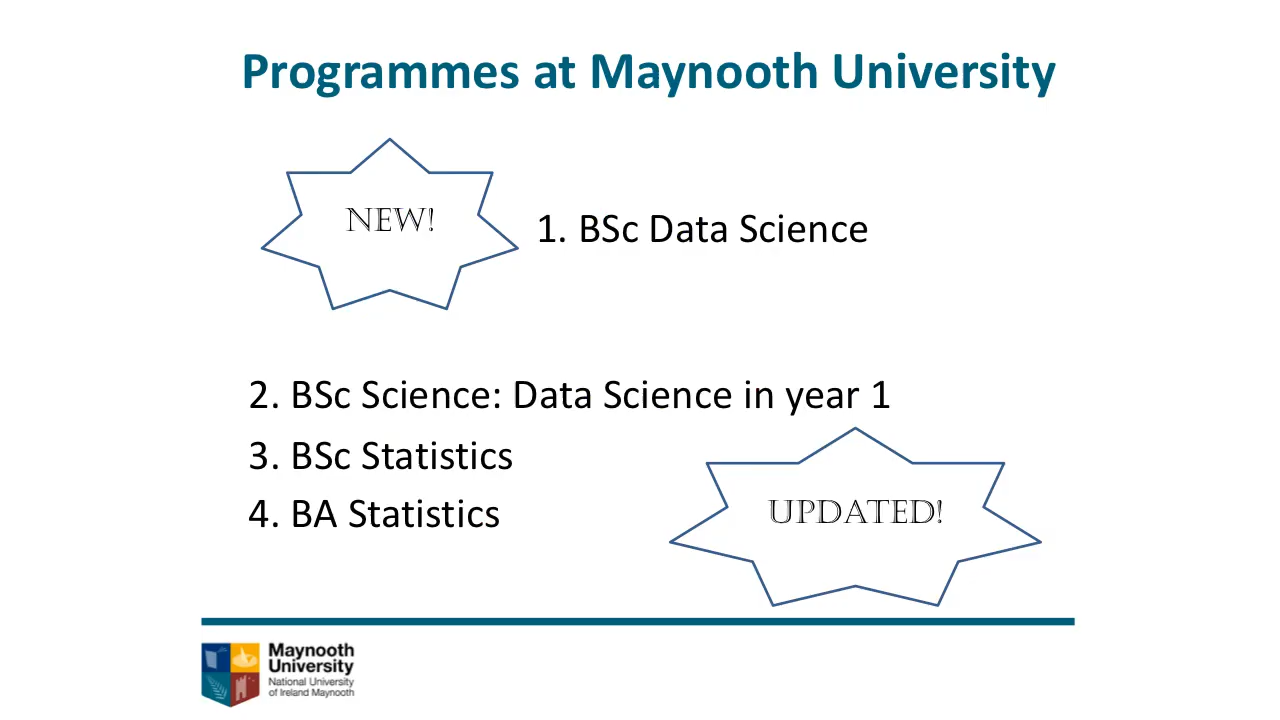 Programmes at Maynooth University
NEW!
1. BSc Data Science
2. BSc Science: Data Science in year 1
3. BSc Statistics
4. BA Statistics
UPDATED!
Maynooth
University
National University
of Ireland Maynooth